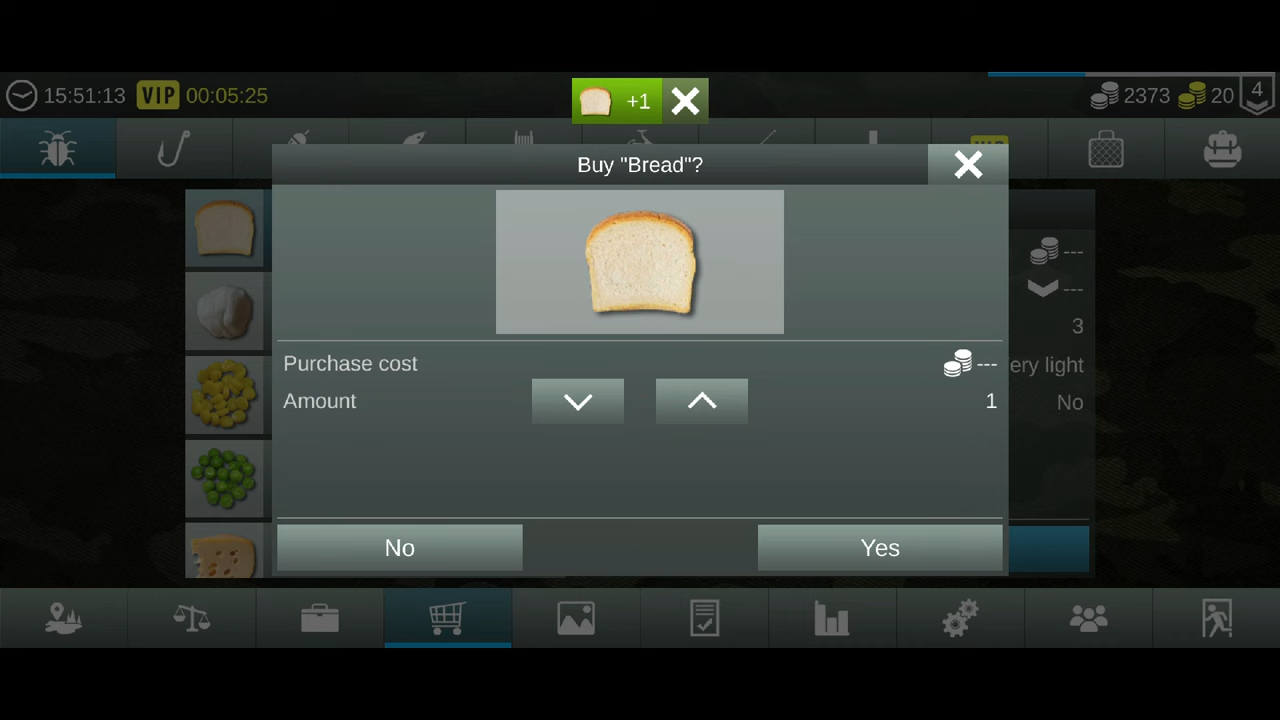 15:51:13 VIP 00:05:25 +1 2373 20 4
Buy "Bread"?
---
---
3
Purchase cost ---
ery light
Amount 1
No
No Yes